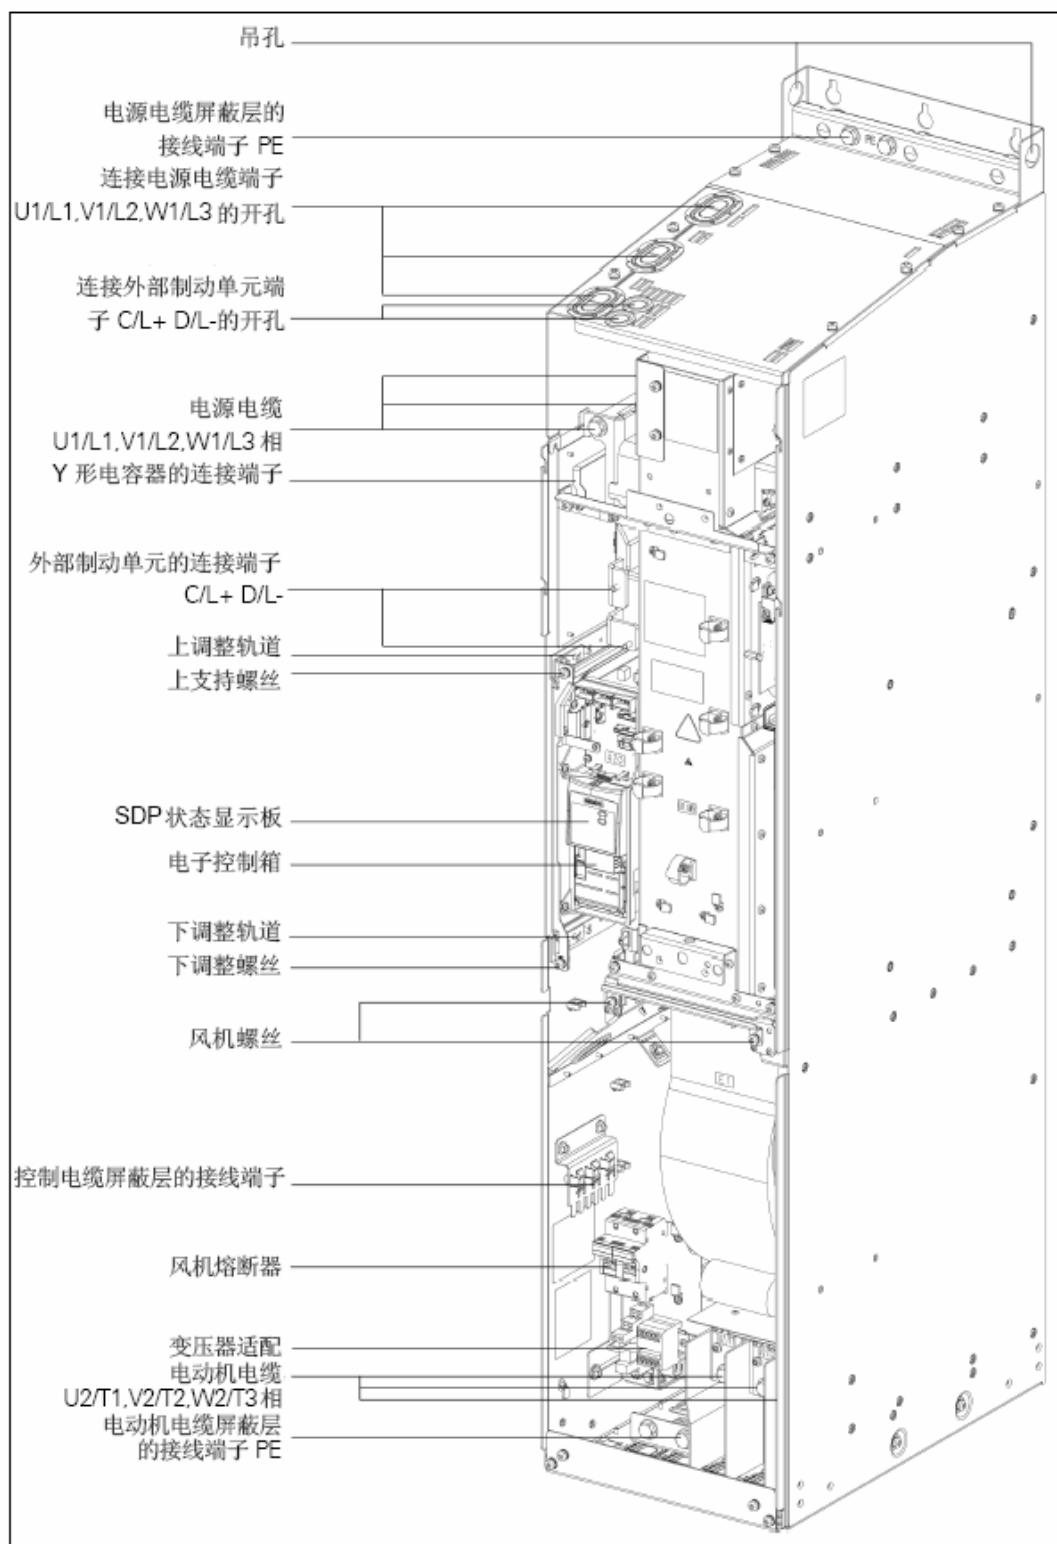 吊孔
电源电缆屏蔽层的
接线端子 PE
连接电源电缆端子
U1/L1,V1/L2,W1/L3 的开孔
连接外部制动单元端
子 C/L+ D/L-的开孔
电源电缆
U1/L1,V1/L2,W1/L3 相
Y 形电容器的连接端子
外部制动单元的连接端子
C/L+ D/L-
上调整轨道
上支持螺丝
SDP状态显示板
电子控制箱
下调整轨道
下调整螺丝
风机螺丝
控制电缆屏蔽层的接线端子
风机熔断器
变压器适配
电动机电缆
U2/T1,V2/T2,W2/T3 相
电动机电缆屏蔽层
的接线端子 PE
PE
E1